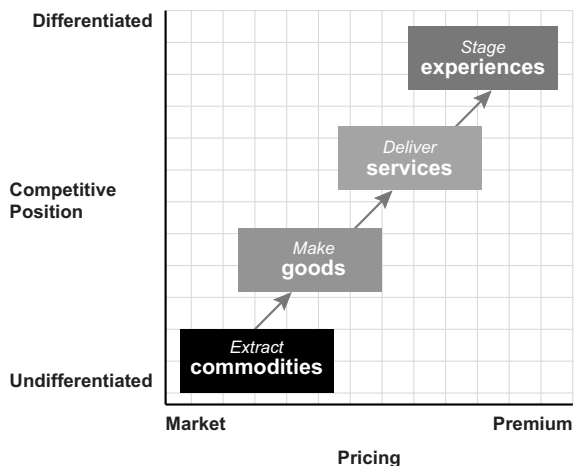 Differentiated
Stage
experiences
Deliver
services
Competitive
Position
Make
goods
Extract
commodities
Undifferentiated
Market
Premium
Pricing